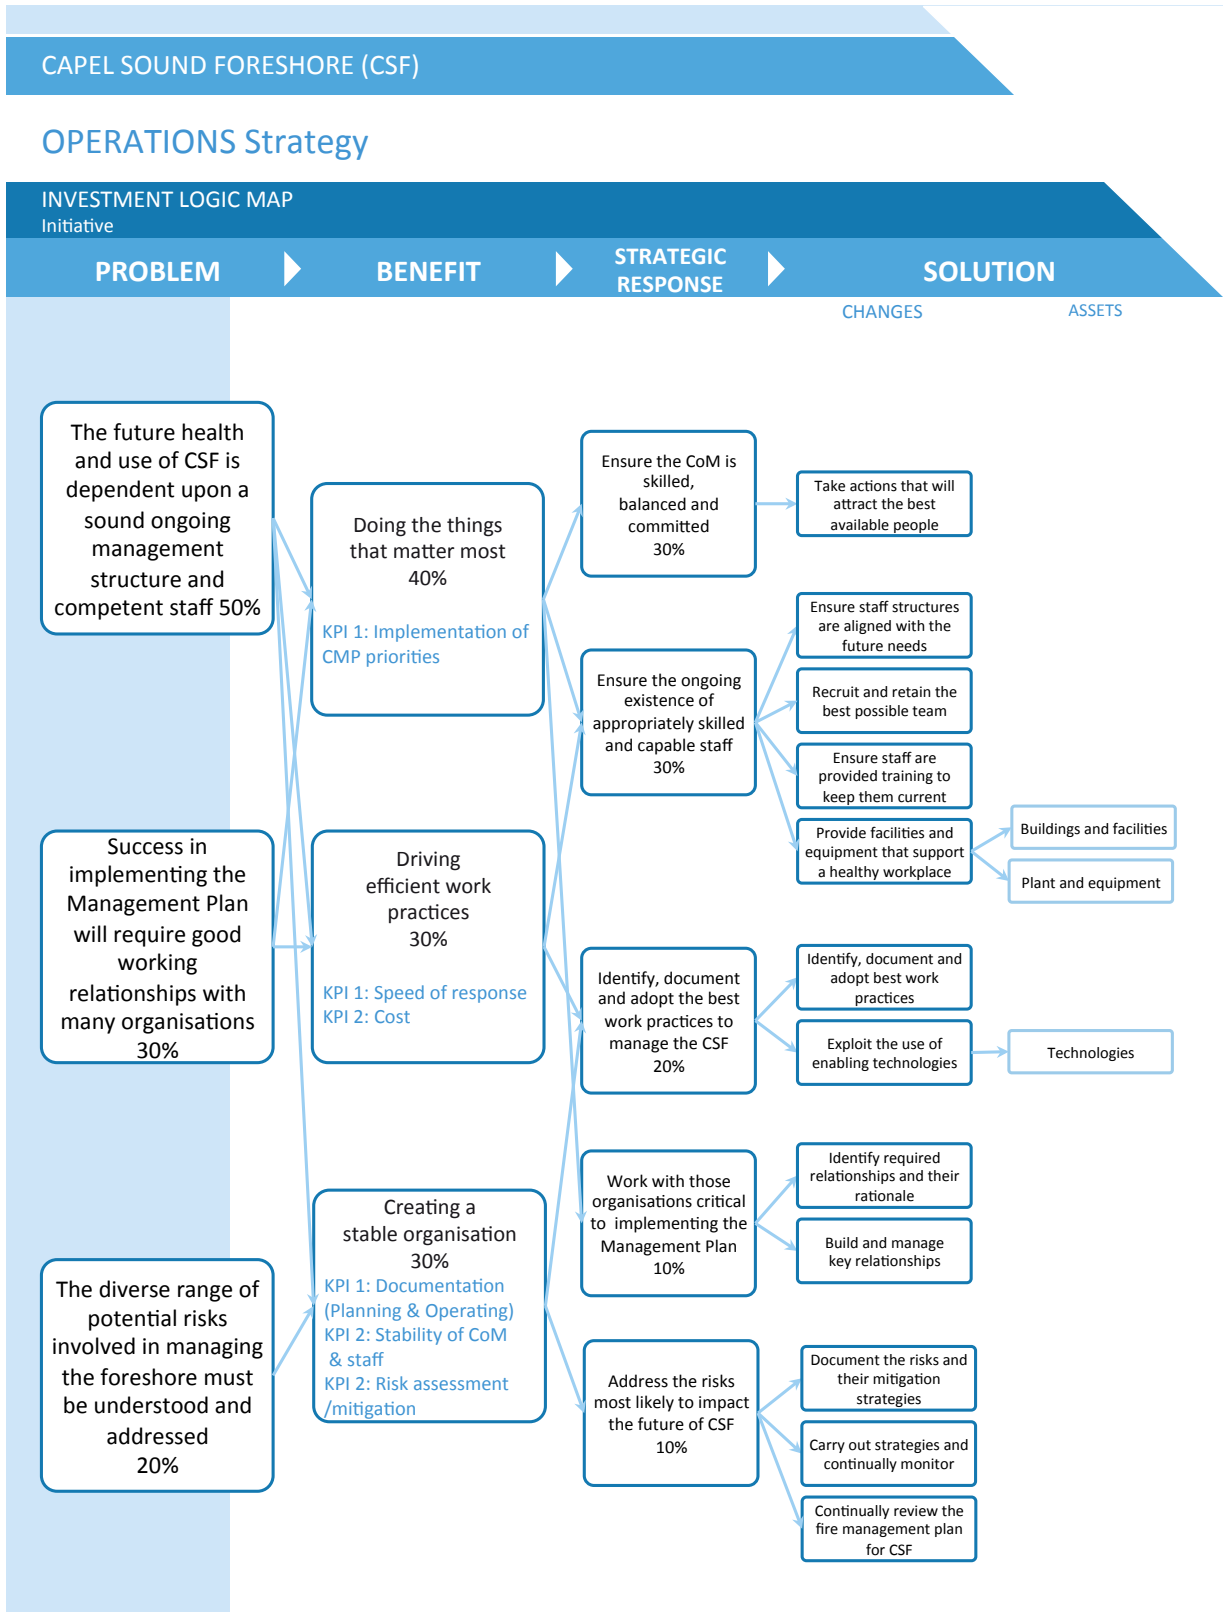 CAPEL SOUND FORESHORE (CSF)
OPERATIONS Strategy
INVESTMENT LOGIC MAP
Initiative
PROBLEM
BENEFIT
STRATEGIC
RESPONSE
SOLUTION
CHANGES
ASSETS
The future health
and use of CSF is
dependent upon a
sound ongoing
management
structure and
competent staff 50%
Success in
implementing the
Management Plan
will require good
working
relationships with
many organisations
30%
The diverse range of
potential risks
involved in managing
the foreshore must
be understood and
addressed
20%
Doing the things
that matter most
40%
KPI 1: Implementation of
CMP priorities
Driving
efficient work
practices
30%
KPI 1: Speed of response
KPI 2: Cost
Creating a
stable organisation
30%
KPI 1: Documentation
(Planning & Operating)
KPI 2: Stability of CoM
& staff
KPI 2: Risk assessment
/mitigation
Ensure the CoM is
skilled,
balanced and
committed
30%
Ensure the ongoing
existence of
appropriately skilled
and capable staff
30%
Identify, document
and adopt the best
work practices to
manage the CSF
20%
Work with those
organisations critical
to implementing the
Management Plan
10%
Address the risks
most likely to impact
the future of CSF
10%
Take actions that will
attract the best
available people
Ensure staff structures
are aligned with the
future needs
Recruit and retain the
best possible team
Ensure staff are
provided training to
keep them current
Provide facilities and
equipment that support
a healthy workplace
Identify, document and
adopt best work
practices
Exploit the use of
enabling technologies
Identify required
relationships and their
rationale
Build and manage
key relationships
Document the risks and
their mitigation
strategies
Carry out strategies and
continually monitor
Continually review the
fire management plan
for CSF
Buildings and facilities
Plant and equipment
Technologies